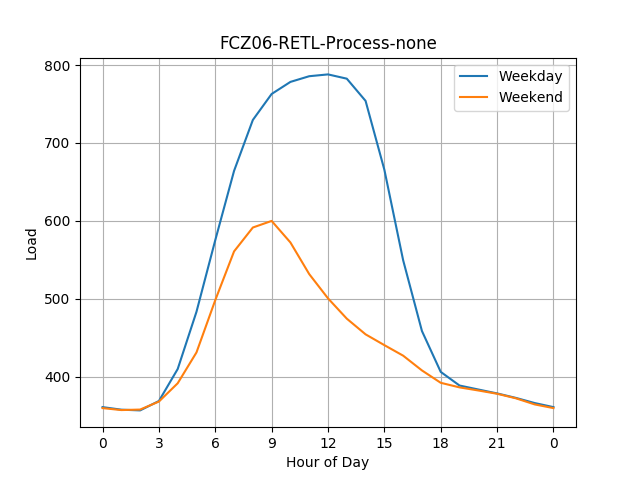 FCZ06-RETL-Process-none
800
700
600
500
400
Load
Weekday
Weekend
0 3 6 9 12 15 18 21 0
Hour of Day